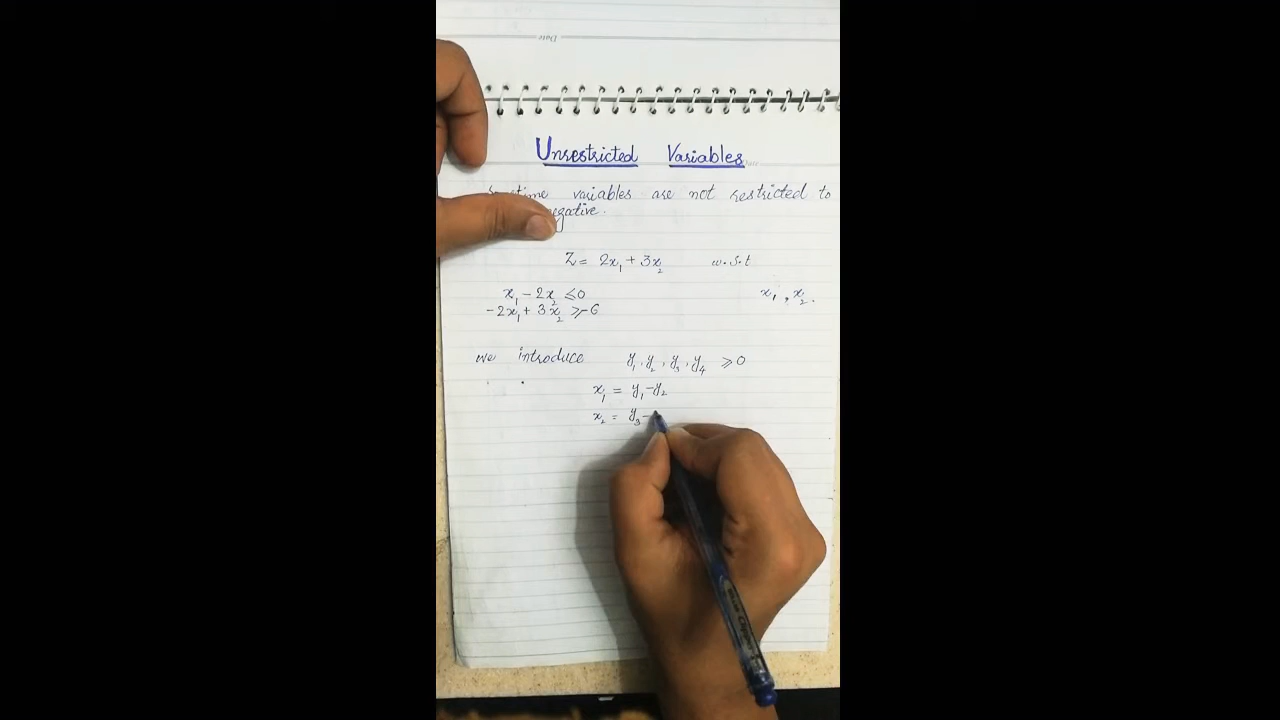 Date
Unrestricted Variables
variables are not restricted to
negative.
Z = 2x₁ + 3x₂ w.s.t
x₁ - 2x₂ ≤ 0 x₁, x₂.
-2x₁ + 3x₂ ≥ -6
we introduce y₁, y₂, y₃, y₄ ≥ 0
x₁ = y₁ - y₂
x₂ = y₃ -